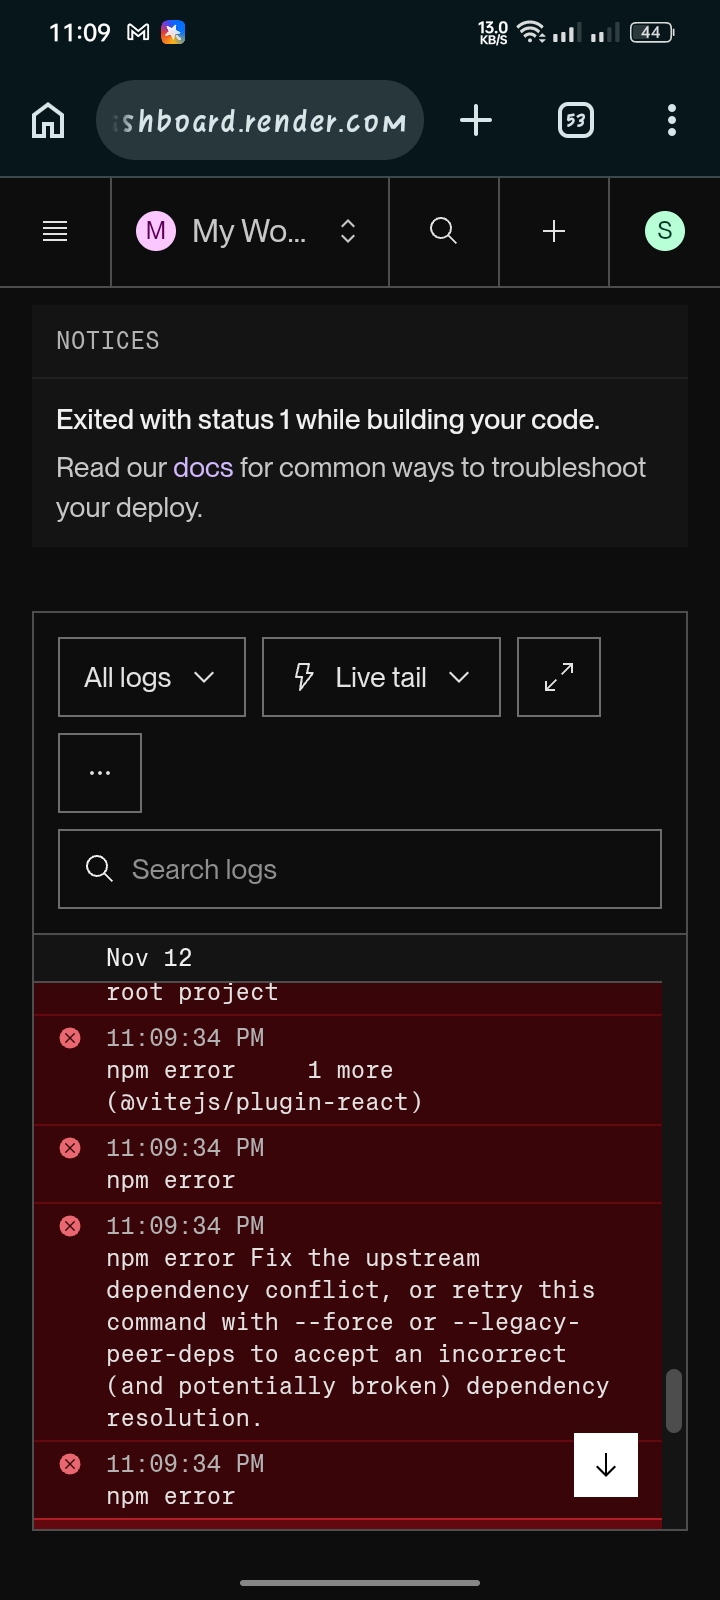 11:09
13.0
KB/S
44
shboard.render.com
53
M
My Wo...
S
NOTICES
Exited with status 1 while building your code.
Read our docs for common ways to troubleshoot
your deploy.
All logs
Live tail
...
Search logs
Nov 12
root project
11:09:34 PM
npm error 1 more
(@vitejs/plugin-react)
11:09:34 PM
npm error
11:09:34 PM
npm error Fix the upstream
dependency conflict, or retry this
command with --force or --legacy-
peer-deps to accept an incorrect
(and potentially broken) dependency
resolution.
11:09:34 PM
npm error